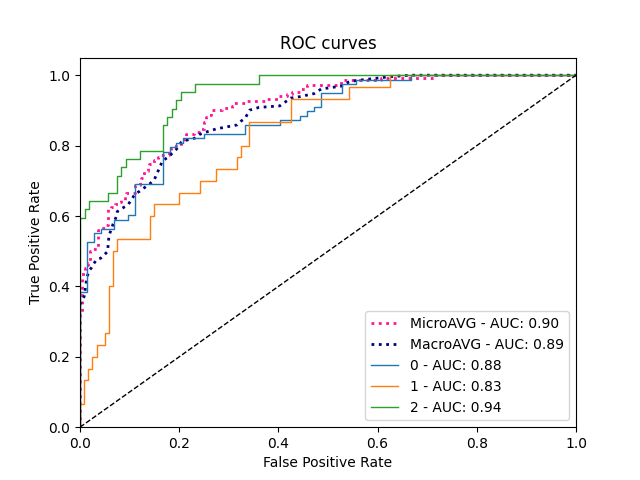 ROC curves
True Positive Rate
1.0
0.8
0.6
0.4
0.2
0.0
0.0 0.2 0.4 0.6 0.8 1.0
False Positive Rate
MicroAVG - AUC: 0.90
MacroAVG - AUC: 0.89
0 - AUC: 0.88
1 - AUC: 0.83
2 - AUC: 0.94